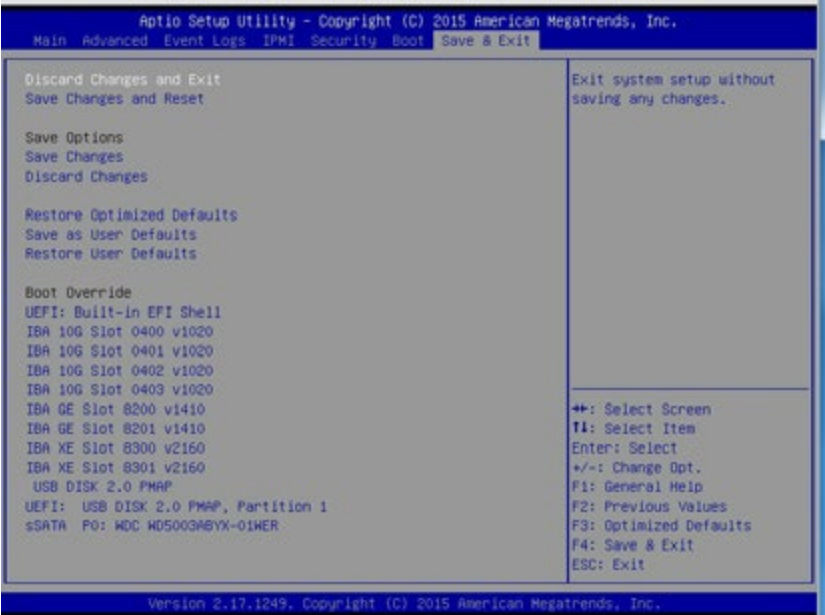 Aptio Setup Utility - Copyright (C) 2015 American Megatrends, Inc.
Main Advanced Event Logs IPMI Security Boot Save & Exit
Discard Changes and Exit
Save Changes and Reset
Save Options
Save Changes
Discard Changes
Restore Optimized Defaults
Save as User Defaults
Restore User Defaults
Boot Override
UEFI: Built-in EFI Shell
IBA 10G Slot 0400 v1020
IBA 10G Slot 0401 v1020
IBA 10G Slot 0402 v1020
IBA 10G Slot 0403 v1020
IBA GE Slot 8200 v1410
IBA GE Slot 8201 v1410
IBA XE Slot 8300 v2160
IBA XE Slot 8301 v2160
USB DISK 2.0 PMAP
UEFI: USB DISK 2.0 PMAP, Partition 1
sSATA P0: WDC WD5003ABYX-01WER
Exit system setup without
saving any changes.
→←: Select Screen
↑↓: Select Item
Enter: Select
+/-: Change Opt.
F1: General Help
F2: Previous Values
F3: Optimized Defaults
F4: Save & Exit
ESC: Exit
Version 2.17.1249. Copyright (C) 2015 American Megatrends, Inc.